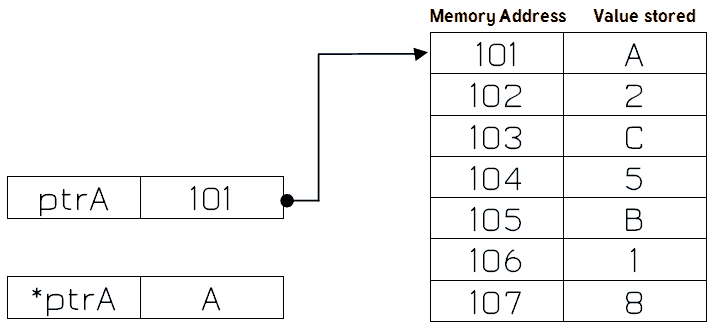 Memory Address Value stored
101 A
102 2
103 C
104 5
105 B
106 1
107 8
ptrA 101
*ptrA A